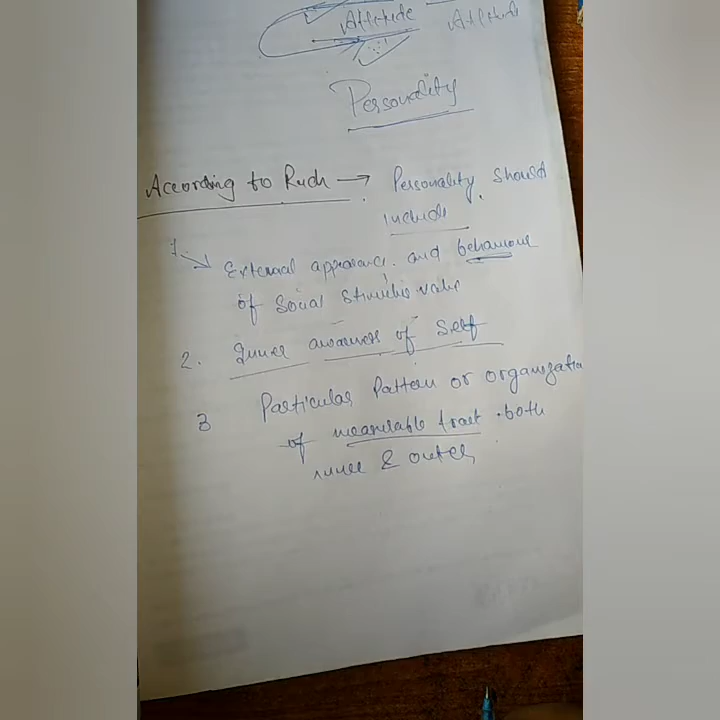 Attitude Attitude
Personality
According to Ruch → Personality should
include
1. External appearance and behaviour
of social stimulus value
2. Inner awareness of Self
3 Particular Pattern or organization
of measurable trait both
inner & outer